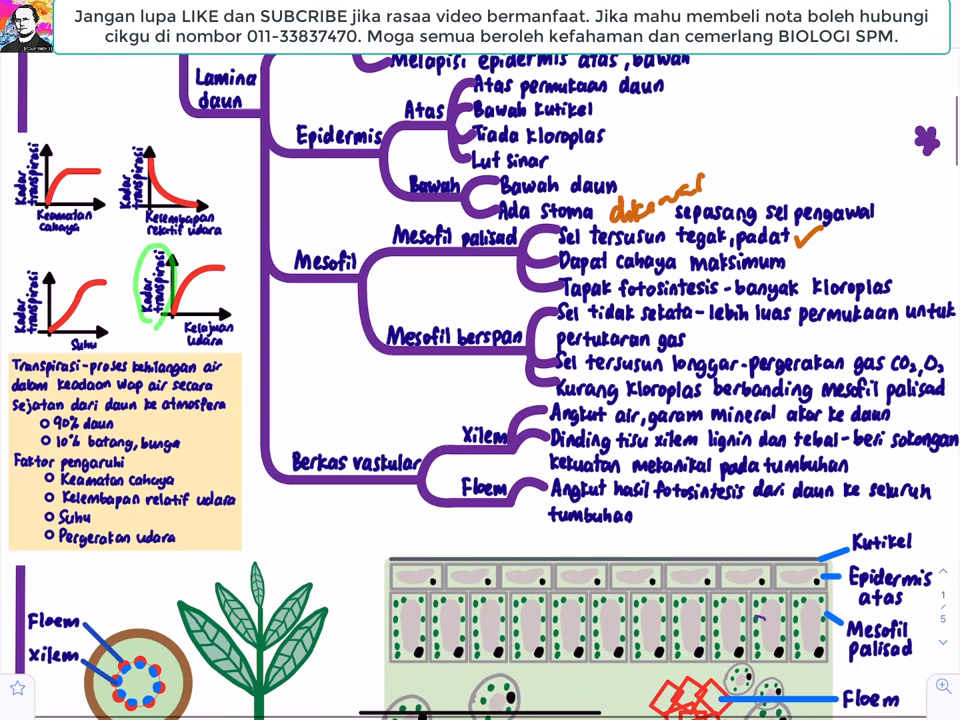 Jangan lupa LIKE dan SUBCRIBE jika rasaa video bermanfaat. Jika mahu membeli nota boleh hubungi
cikgu di nombor 011-33837470. Moga semua beroleh kefahaman dan cemerlang BIOLOGI SPM.
Melapisi epidermis atas, bawah
Lamina
daun
Epidermis
Atas
Atas permukaan daun
Bawah kutikel
Tiada kloroplas
Lut sinar
Bawah
Bawah daun
Ada stoma
sepasang sel pengawal
Mesofil
Mesofil palisad
Sel tersusun tegak, padat
Dapat cahaya maksimum
Tapak fotosintesis - banyak kloroplas
Mesofil berspan
Sel tidak sekata - lebih luas permukaan untuk
pertukaran gas
Sel tersusun longgar - pergerakan gas CO2, O2
Kurang kloroplas berbanding mesofil palisad
Berkas vaskular
Xilem
Angkut air, garam mineral akar ke daun
Dinding tisu xilem lignin dan tebal - beri sokongan
kekuatan mekanikal pada tumbuhan
Floem
Angkut hasil fotosintesis dari daun ke seluruh
tumbuhan
Kadar
transpirasi
Keamatan
cahaya
Kadar
transpirasi
Kelembapan
relatif udara
Kadar
transpirasi
Suhu
Kadar
transpirasi
Kelajuan
udara
Transpirasi - proses kehilangan air
dalam keadaan wap air secara
Sejatan dari daun ke atmosfera
90% daun
10% batang, bunga
Faktor pengaruhi
Keamatan cahaya
Kelembapan relatif udara
Suhu
Pergerakan udara
Floem
Xilem
Kutikel
Epidermis
atas
Mesofil
palisad
Floem
1
/
5